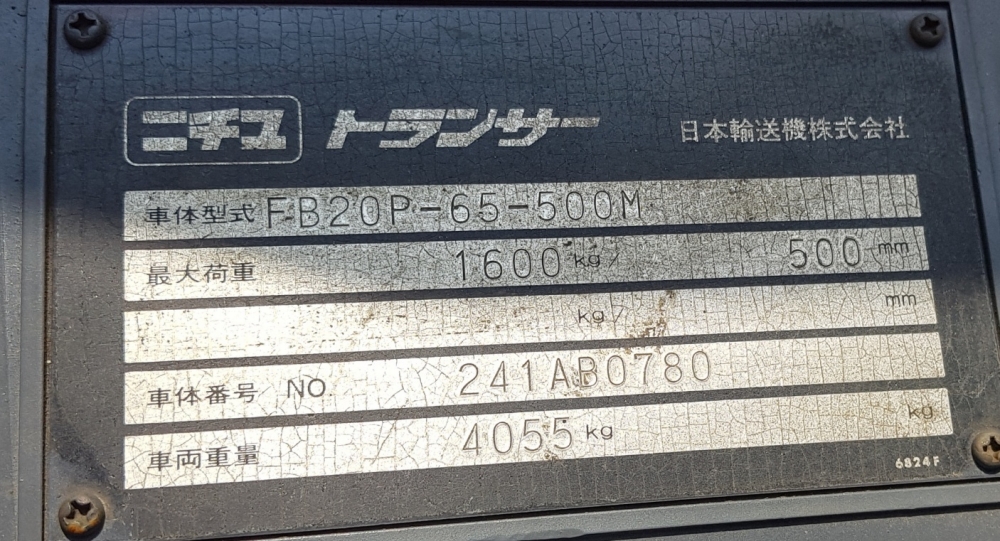 ニチユ トランサー 日本輸送機株式会社
車体型式 FB20P-65-500M
最大荷重 1600 kg/ 500 mm
kg/ mm
車体番号 NO. 241AB0780
車両重量 4055 kg kg
6824F